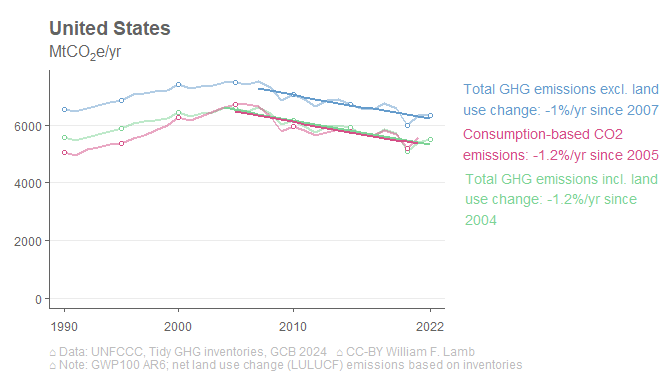 United States
MtCO2e/yr
6000
4000
2000
0
1990
2000
2010
2022
Total GHG emissions excl. land
use change: -1%/yr since 2007
Consumption-based CO2
emissions: -1.2%/yr since 2005
Total GHG emissions incl. land
use change: -1.2%/yr since
2004
⌂ Data: UNFCCC, Tidy GHG inventories, GCB 2024 ⌂ CC-BY William F. Lamb
⌂ Note: GWP100 AR6; net land use change (LULUCF) emissions based on inventories